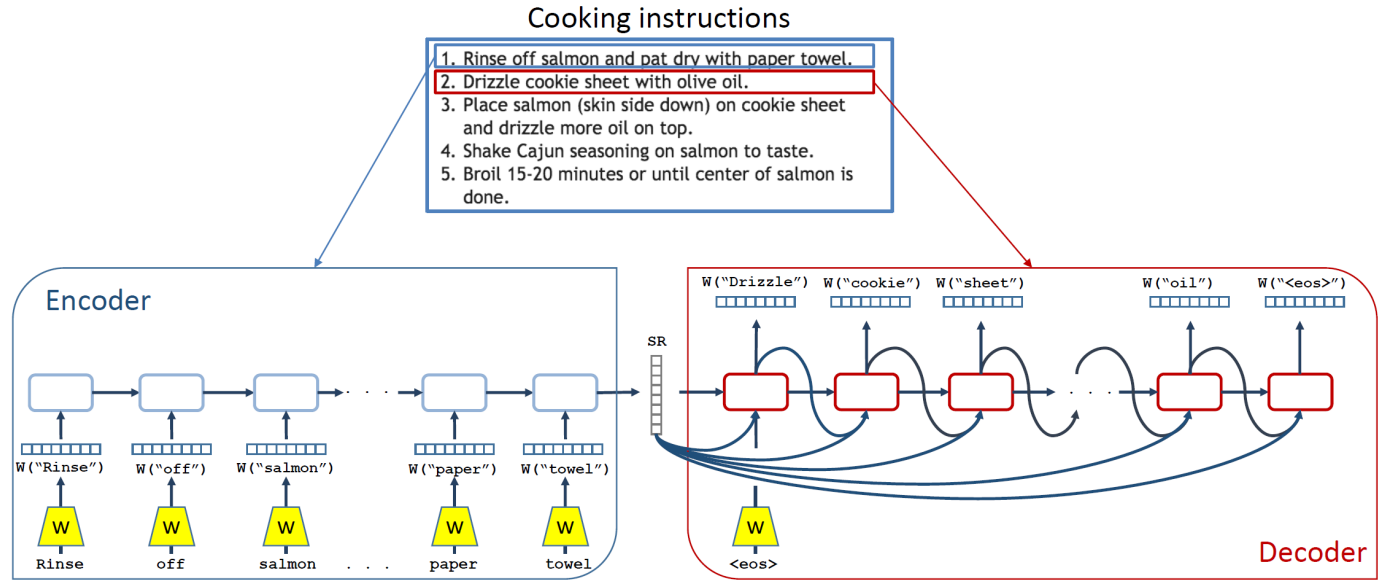 Cooking instructions
1. Rinse off salmon and pat dry with paper towel.
2. Drizzle cookie sheet with olive oil.
3. Place salmon (skin side down) on cookie sheet
and drizzle more oil on top.
4. Shake Cajun seasoning on salmon to taste.
5. Broil 15-20 minutes or until center of salmon is
done.
Encoder
W("Rinse") W("off") W("salmon") W("paper") W("towel")
W W W W W
Rinse off salmon . . . paper towel
SR
W("Drizzle") W("cookie") W("sheet") W("oil") W("<eos>")
W
<eos>
Decoder